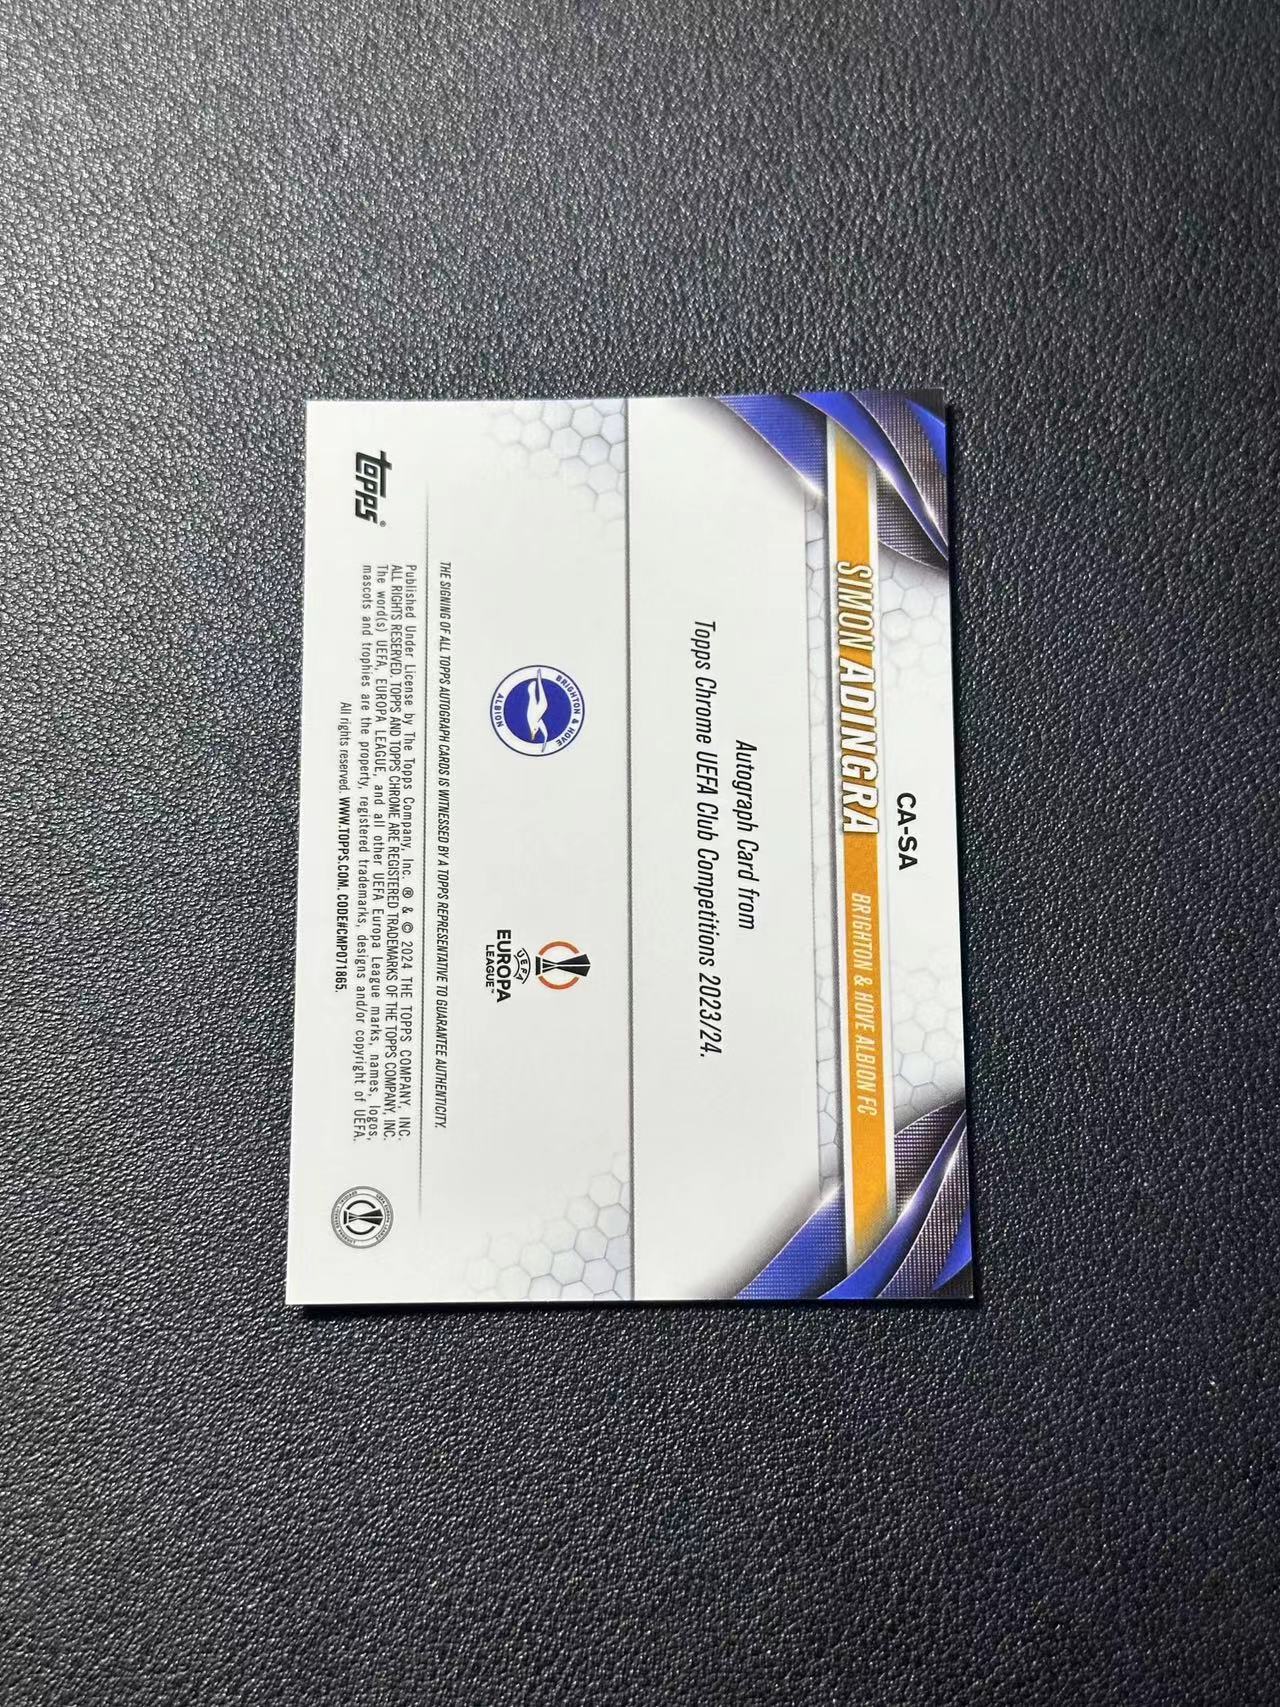 CA-SA
SIMON ADINGRA BRIGHTON & HOVE ALBION FC
Autograph Card from
Topps Chrome UEFA Club Competitions 2023/24.
BRIGHTON & HOVE
ALBION
UEFA
EUROPA
LEAGUE™
THE SIGNING OF ALL TOPPS AUTOGRAPH CARDS IS WITNESSED BY A TOPPS REPRESENTATIVE TO GUARANTEE AUTHENTICITY.
topps®
Published Under License by The Topps Company, Inc. ® & © 2024 THE TOPPS COMPANY, INC.
ALL RIGHTS RESERVED. TOPPS AND TOPPS CHROME ARE REGISTERED TRADEMARKS OF THE TOPPS COMPANY, INC.
The word(s) UEFA, EUROPA LEAGUE, and all other UEFA Europa League marks, names, logos,
mascots and trophies are the property, registered trademarks, designs and/or copyright of UEFA.
All rights reserved. WWW.TOPPS.COM. CODE#CMP071865.